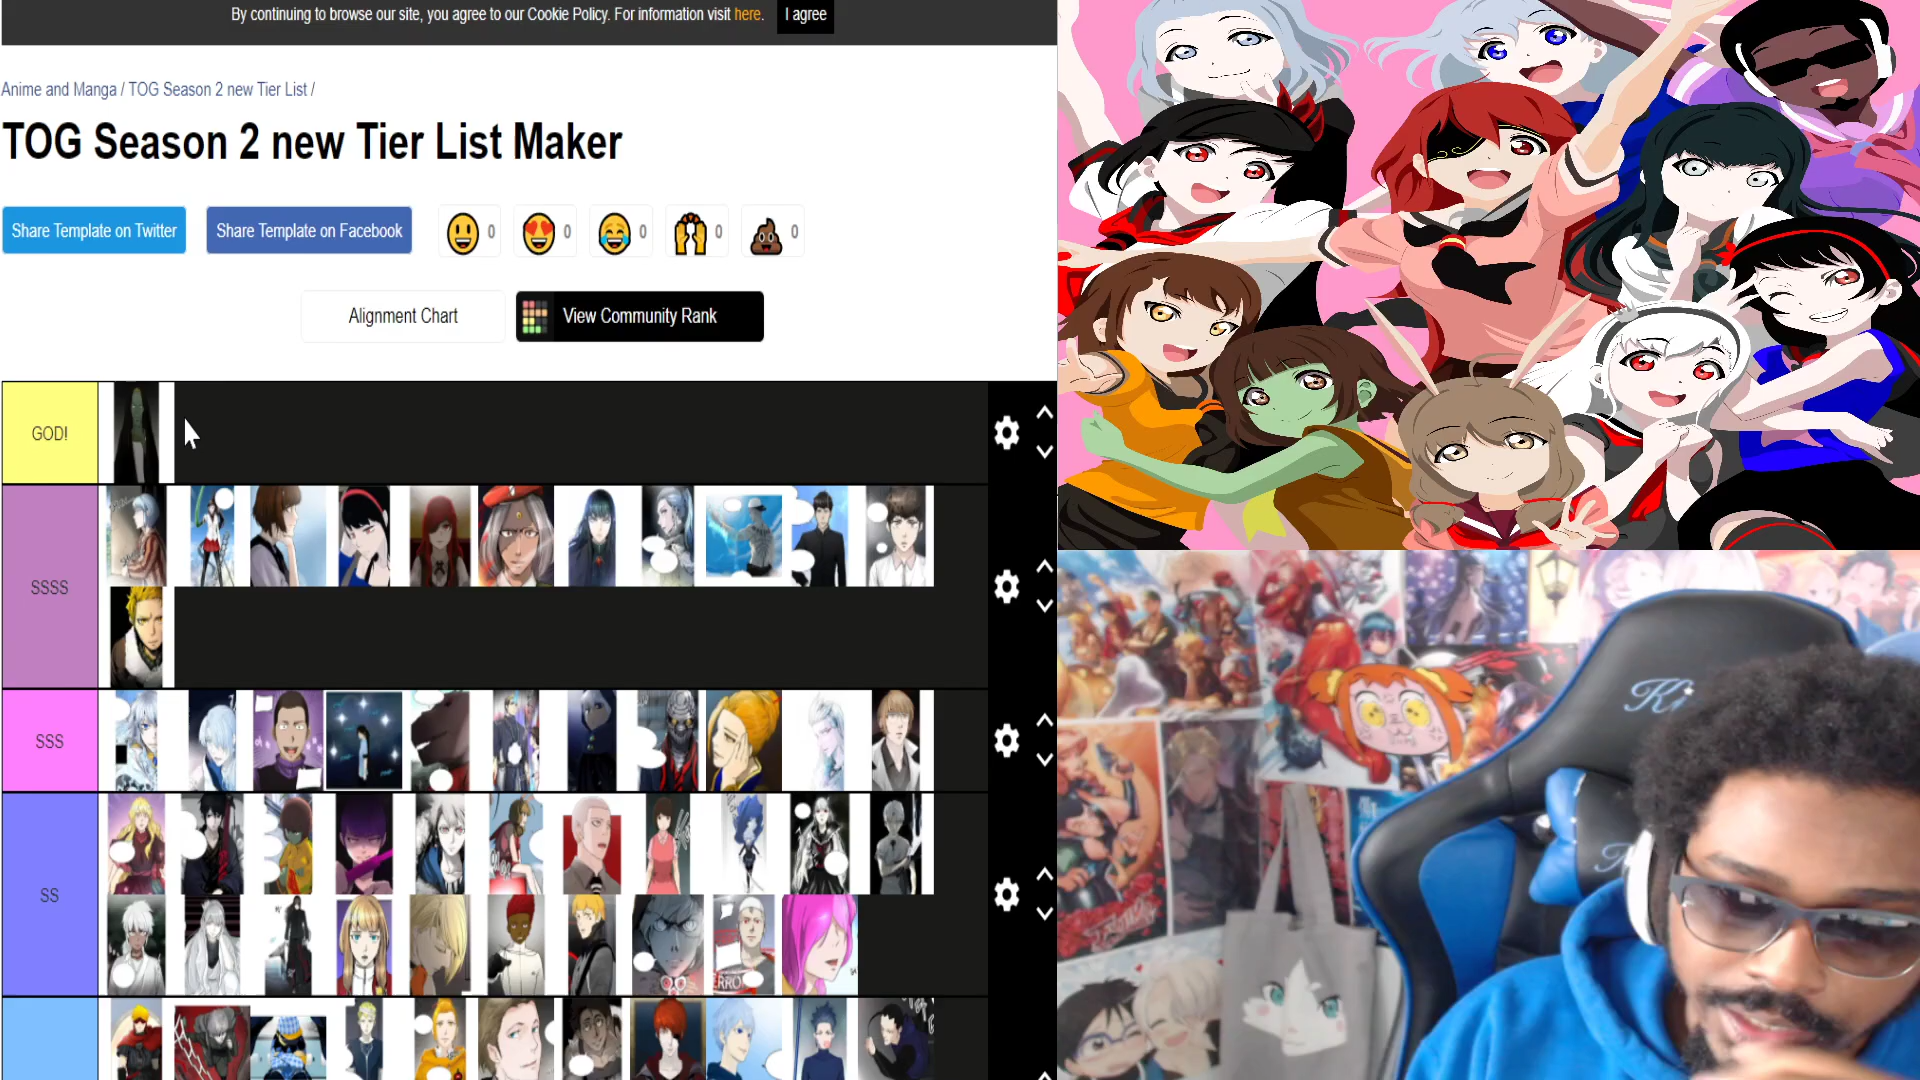 By continuing to browse our site, you agree to our Cookie Policy. For information visit here. I agree
Anime and Manga / TOG Season 2 new Tier List /
TOG Season 2 new Tier List Maker
Share Template on Twitter
Share Template on Facebook
0
0
0
0
0
Alignment Chart
View Community Rank
GOD!
SSSS
SSS
SS
Ki